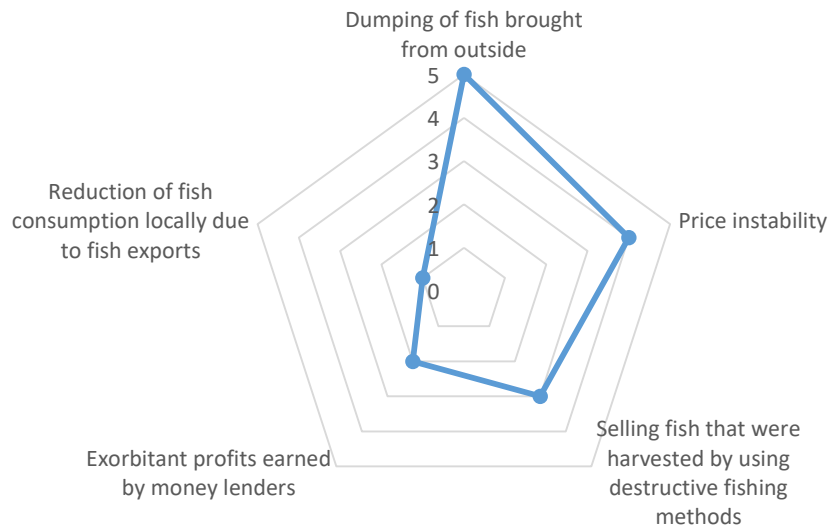 Dumping of fish brought
from outside
5
4
3
2
1
0
Price instability
Selling fish that were
harvested by using
destructive fishing
methods
Exorbitant profits earned
by money lenders
Reduction of fish
consumption locally due
to fish exports